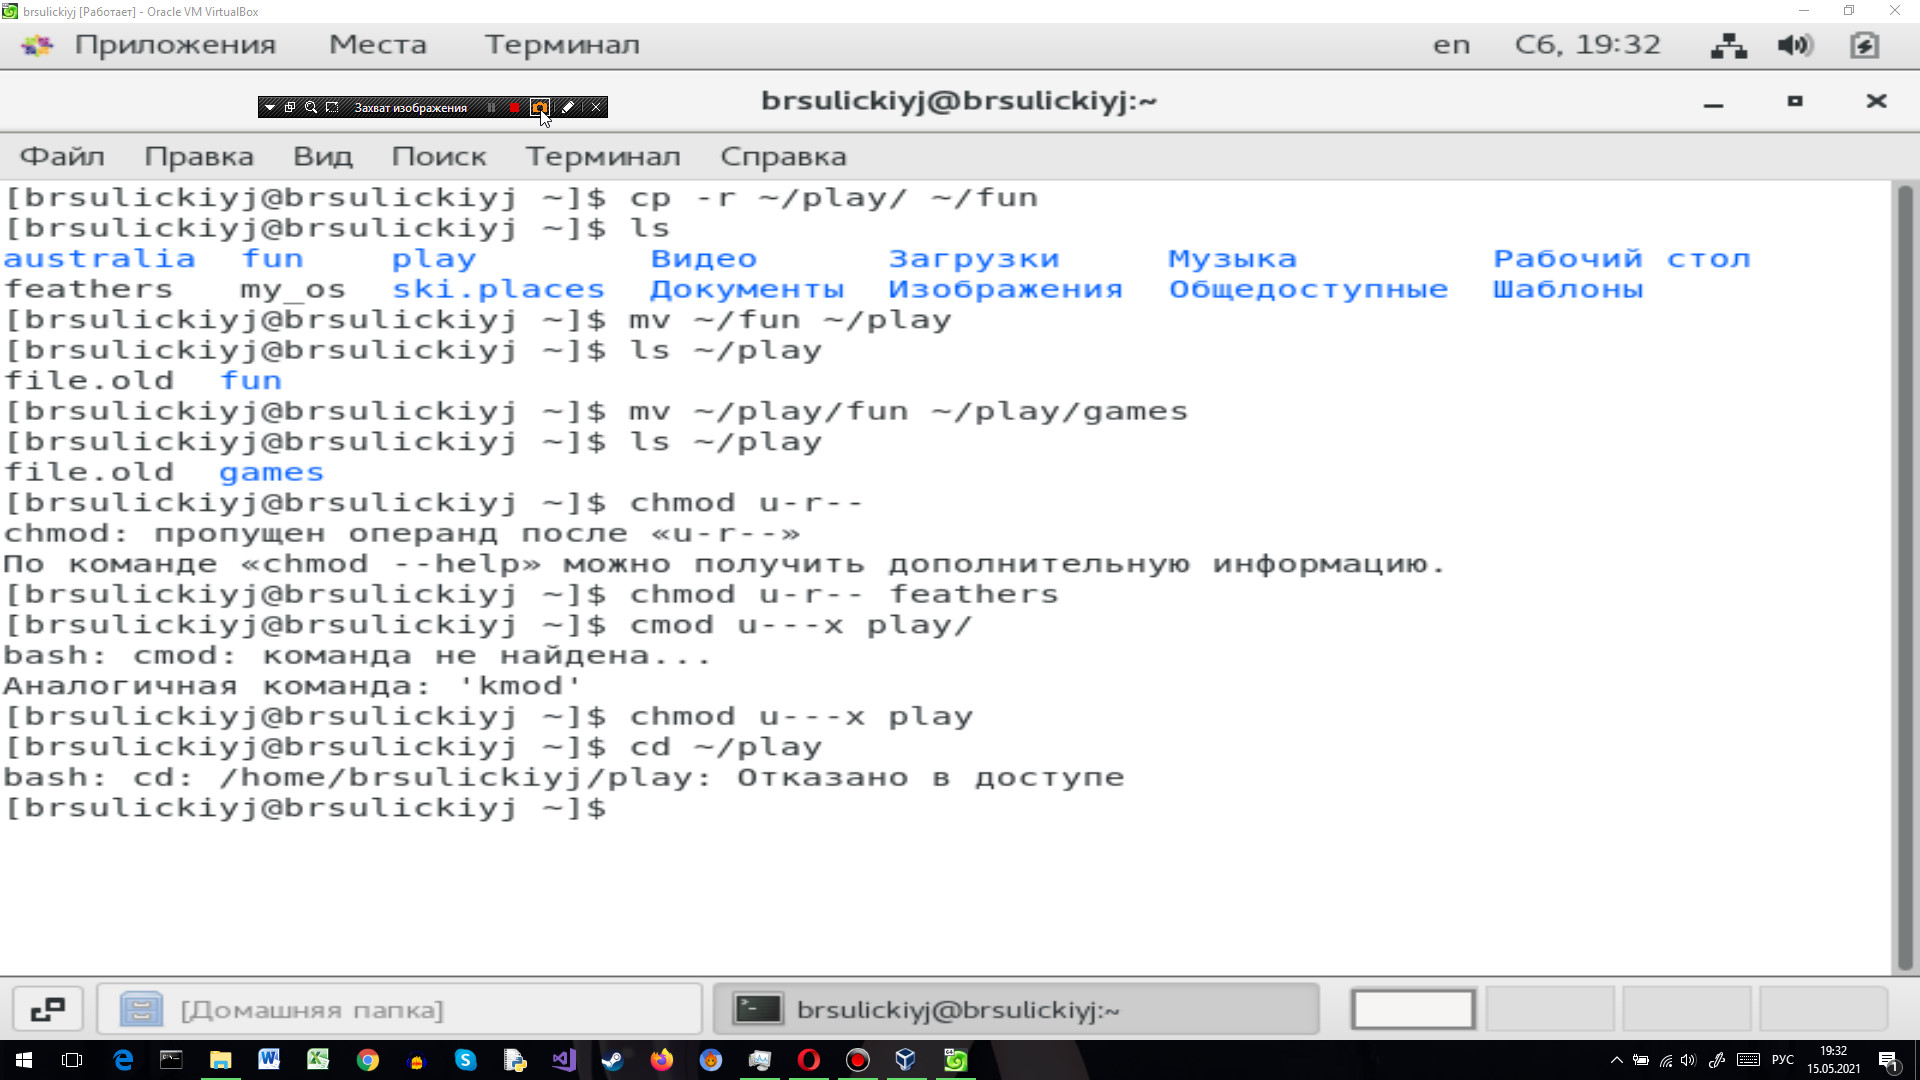 brsulickiyj [Работает] - Oracle VM VirtualBox
Приложения Места Терминал en Сб, 19:32
Захват изображения
brsulickiyj@brsulickiyj:~
Файл Правка Вид Поиск Терминал Справка
[brsulickiyj@brsulickiyj ~]$ cp -r ~/play/ ~/fun
[brsulickiyj@brsulickiyj ~]$ ls
australia fun play Видео Загрузки Музыка Рабочий стол
feathers my_os ski.places Документы Изображения Общедоступные Шаблоны
[brsulickiyj@brsulickiyj ~]$ mv ~/fun ~/play
[brsulickiyj@brsulickiyj ~]$ ls ~/play
file.old fun
[brsulickiyj@brsulickiyj ~]$ mv ~/play/fun ~/play/games
[brsulickiyj@brsulickiyj ~]$ ls ~/play
file.old games
[brsulickiyj@brsulickiyj ~]$ chmod u-r--
chmod: пропущен операнд после «u-r--»
По команде «chmod --help» можно получить дополнительную информацию.
[brsulickiyj@brsulickiyj ~]$ chmod u-r-- feathers
[brsulickiyj@brsulickiyj ~]$ cmod u---x play/
bash: cmod: команда не найдена...
Аналогичная команда: 'kmod'
[brsulickiyj@brsulickiyj ~]$ chmod u---x play
[brsulickiyj@brsulickiyj ~]$ cd ~/play
bash: cd: /home/brsulickiyj/play: Отказано в доступе
[brsulickiyj@brsulickiyj ~]$
[Домашняя папка] brsulickiyj@brsulickiyj:~
РУС 19:32
15.05.2021 1